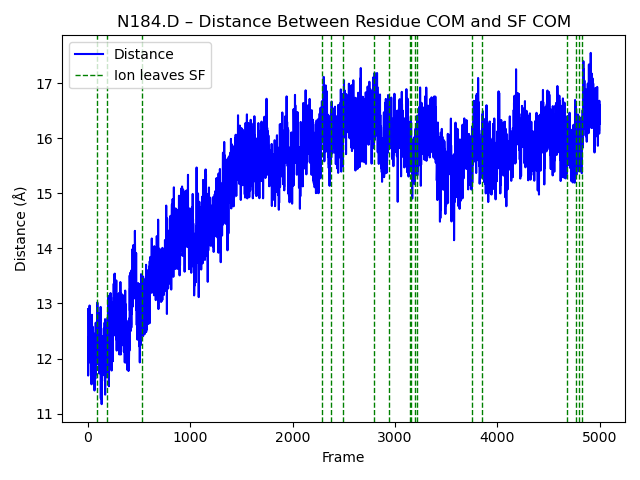 N184.D – Distance Between Residue COM and SF COM
Distance
Ion leaves SF
Distance (Å)
17
16
15
14
13
12
11
0 1000 2000 3000 4000 5000
Frame